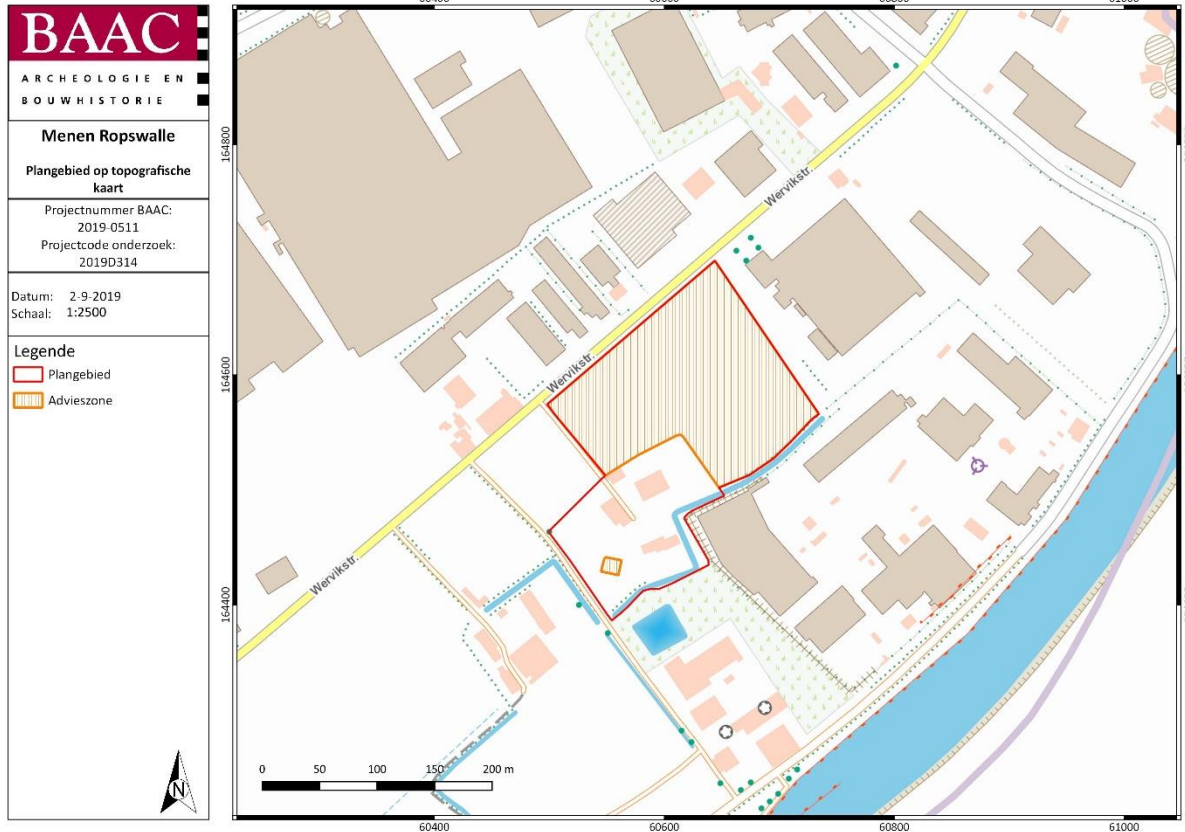 BAAC
ARCHEOLOGIE EN
BOUWHISTORIE
Menen Ropswalle
Plangebied op topografische
kaart
Projectnummer BAAC:
2019-0511
Projectcode onderzoek:
2019D314
Datum: 2-9-2019
Schaal: 1:2500
Legende
Plangebied
Advieszone
N
164800
164600
164400
Wervikstr.
Wervikstr.
Wervikstr.
0 50 100 150 200 m
60400 60600 60800 61000